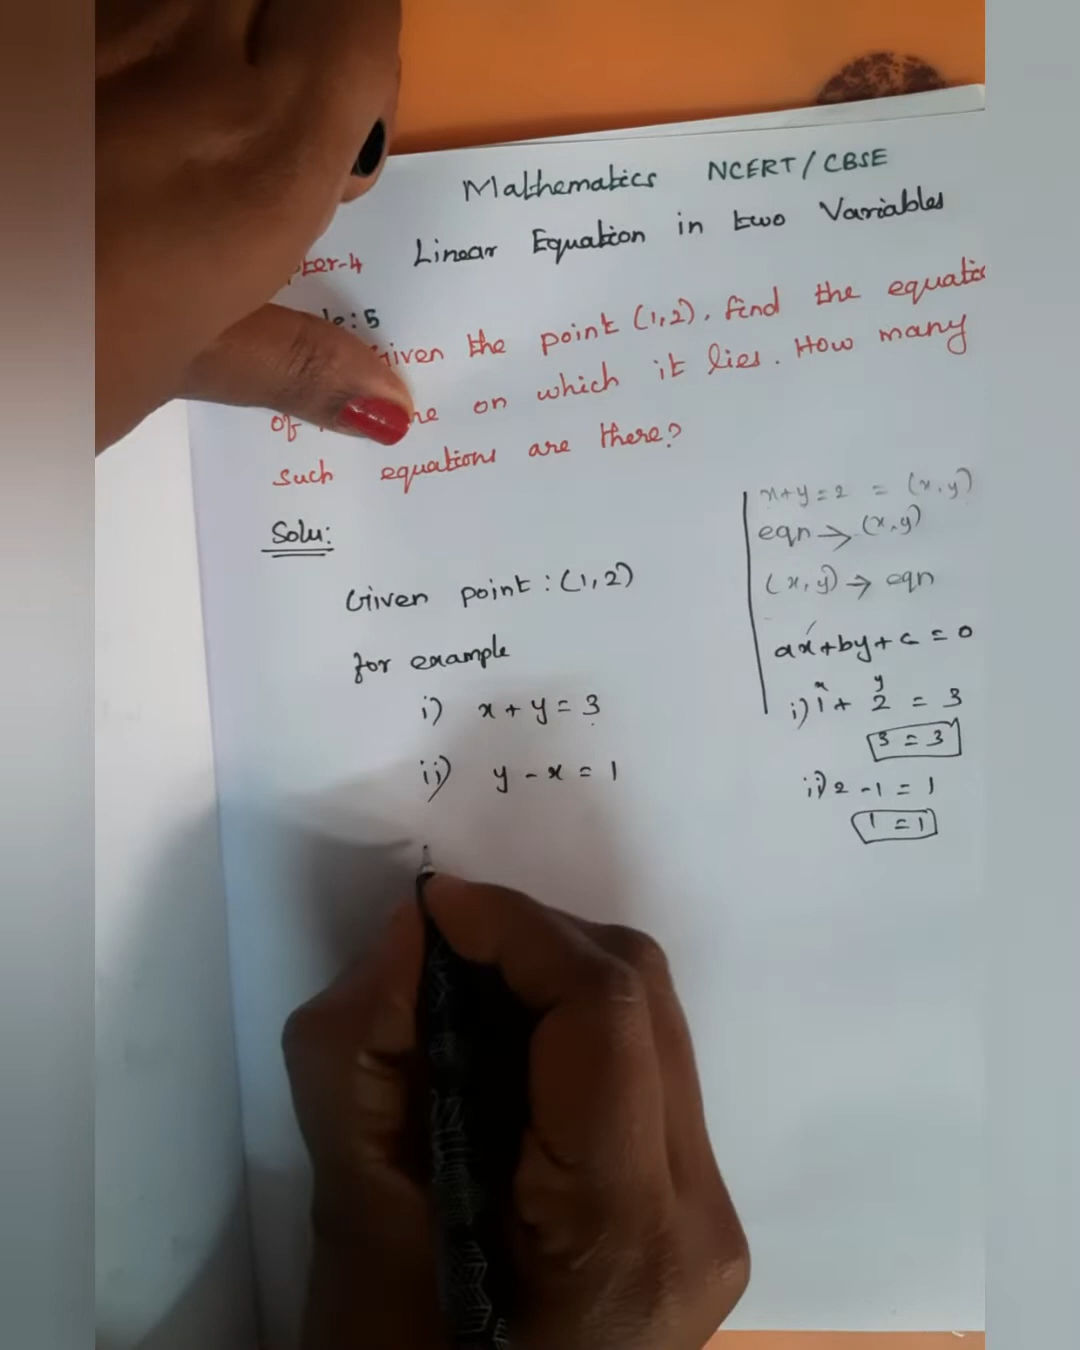 Mathematics NCERT/CBSE
Linear Equation in two Variables
:5
the point (1,2). find the
of on which it lies. How many
such equations are there?
Solu:
Given point : (1,2)
for example
i) x + y = 3
ii) y - x = 1
x+y=2 = (x,y)
eqn → (x,y)
(x,y) → eqn
ax+by+c=0
x y
i) 1 + 2 = 3
3 = 3
ii) 2 - 1 = 1
1 = 1